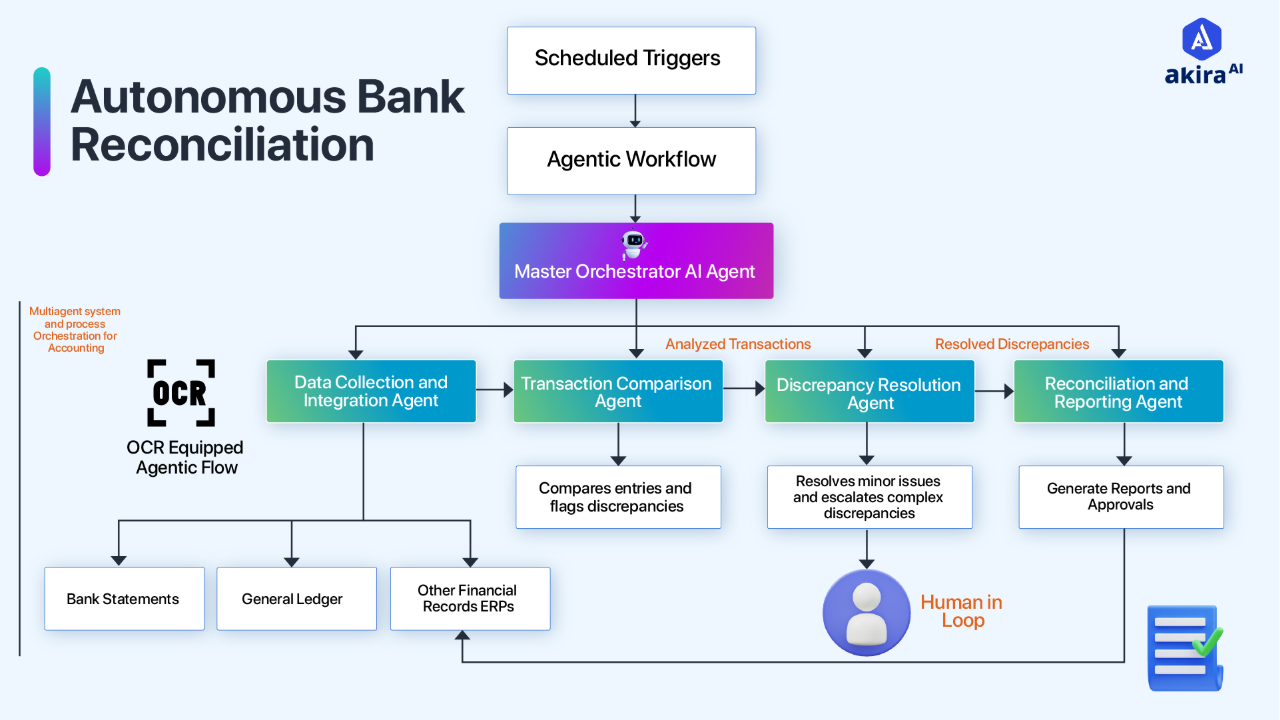 Scheduled Triggers
akira AI
Autonomous Bank
Reconciliation
Agentic Workflow
Master Orchestrator AI Agent
Multiagent system
and process
Orchestration for
Accounting
Analyzed Transactions
Resolved Discrepancies
OCR
OCR Equipped
Agentic Flow
Data Collection and
Integration Agent
Transaction Comparison
Agent
Discrepancy Resolution
Agent
Reconciliation and
Reporting Agent
Compares entries and
flags discrepancies
Resolves minor issues
and escalates complex
discrepancies
Generate Reports and
Approvals
Bank Statements
General Ledger
Other Financial
Records ERPs
Human in
Loop